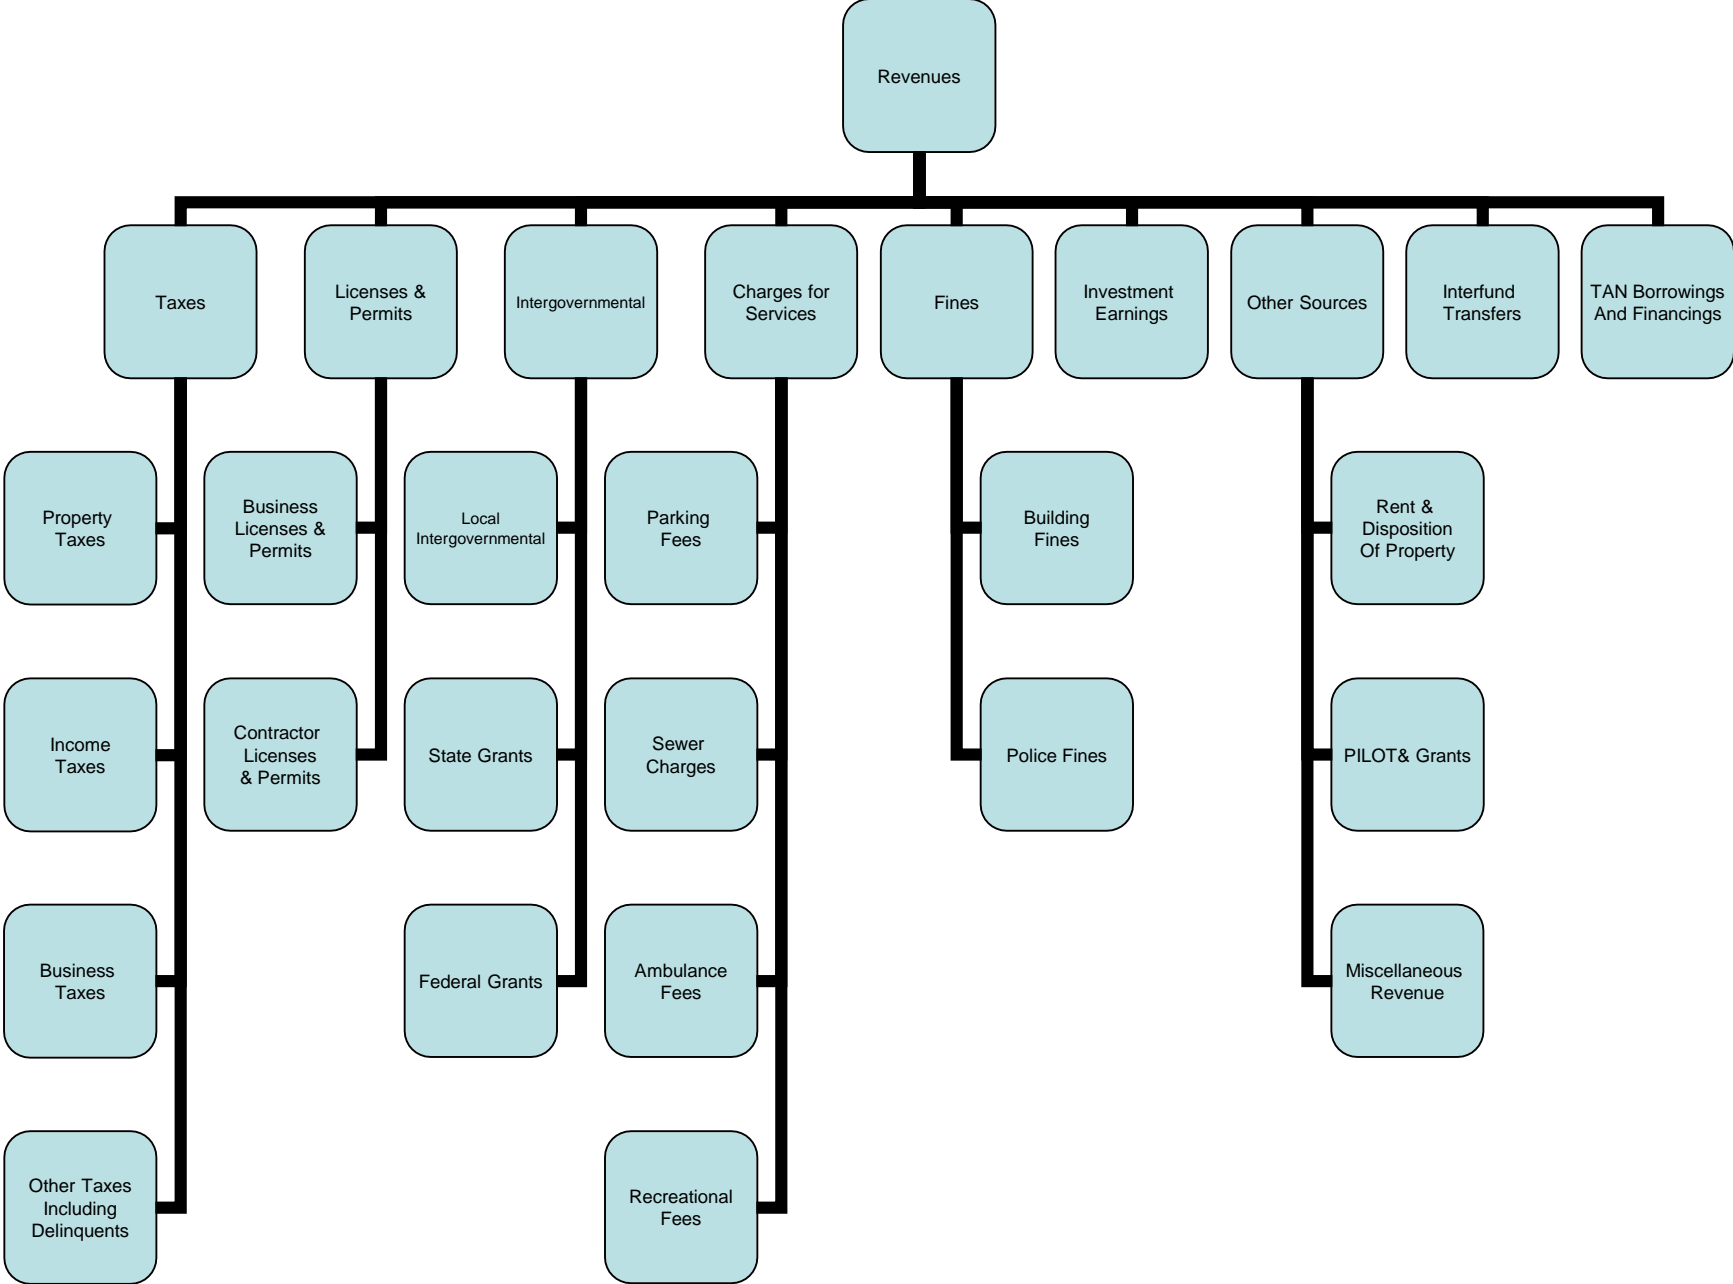 Revenues
Taxes
Licenses &
Permits
Intergovernmental
Charges for
Services
Fines
Investment
Earnings
Other Sources
Interfund
Transfers
TAN Borrowings
And Financings
Property
Taxes
Business
Licenses &
Permits
Local
Intergovernmental
Parking
Fees
Building
Fines
Rent &
Disposition
Of Property
Income
Taxes
Contractor
Licenses
& Permits
State Grants
Sewer
Charges
Police Fines
PILOT& Grants
Business
Taxes
Federal Grants
Ambulance
Fees
Miscellaneous
Revenue
Other Taxes
Including
Delinquents
Recreational
Fees